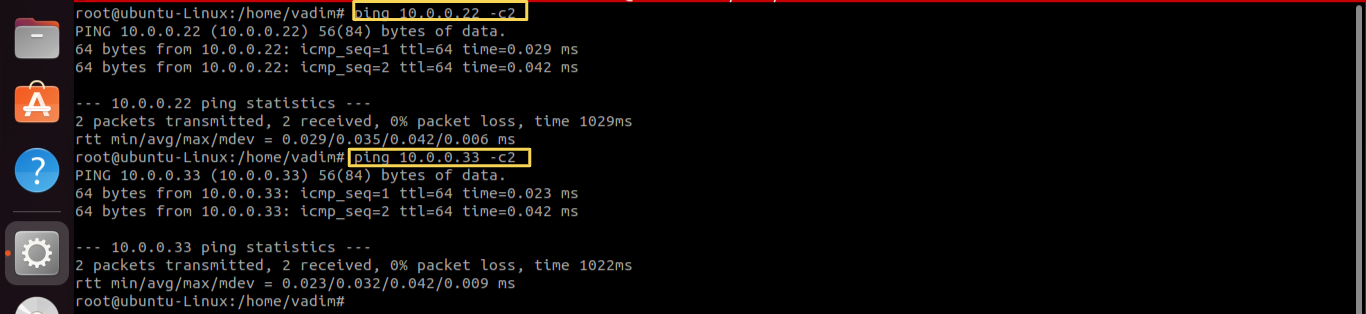 root@ubuntu-Linux:/home/vadim# ping 10.0.0.22 -c2
PING 10.0.0.22 (10.0.0.22) 56(84) bytes of data.
64 bytes from 10.0.0.22: icmp_seq=1 ttl=64 time=0.029 ms
64 bytes from 10.0.0.22: icmp_seq=2 ttl=64 time=0.042 ms
--- 10.0.0.22 ping statistics ---
2 packets transmitted, 2 received, 0% packet loss, time 1029ms
rtt min/avg/max/mdev = 0.029/0.035/0.042/0.006 ms
root@ubuntu-Linux:/home/vadim# ping 10.0.0.33 -c2
PING 10.0.0.33 (10.0.0.33) 56(84) bytes of data.
64 bytes from 10.0.0.33: icmp_seq=1 ttl=64 time=0.023 ms
64 bytes from 10.0.0.33: icmp_seq=2 ttl=64 time=0.042 ms
--- 10.0.0.33 ping statistics ---
2 packets transmitted, 2 received, 0% packet loss, time 1022ms
rtt min/avg/max/mdev = 0.023/0.032/0.042/0.009 ms
root@ubuntu-Linux:/home/vadim#